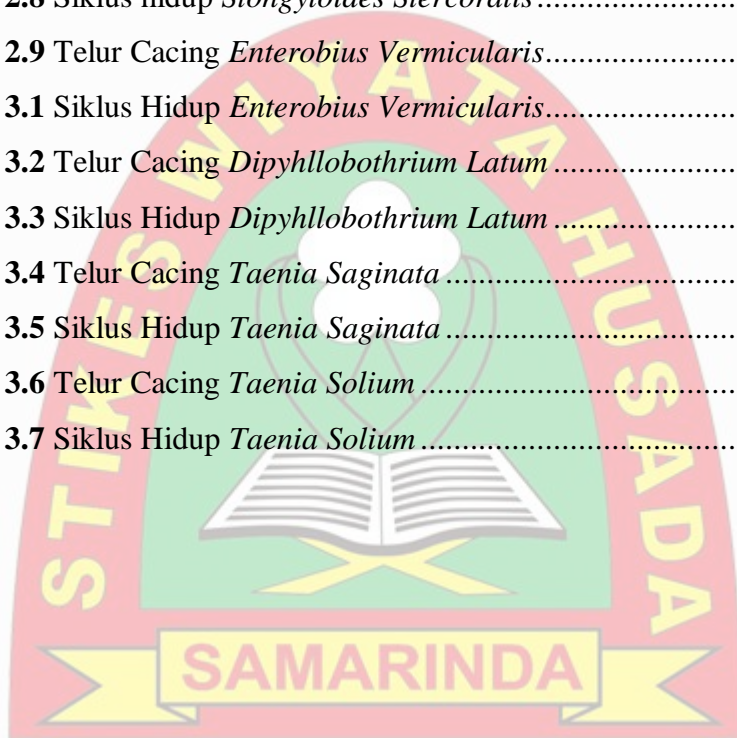 2.8 Siklus hidup Stongyloides Stercoralis........................
2.9 Telur Cacing Enterobius Vermicularis........................
3.1 Siklus Hidup Enterobius Vermicularis........................
3.2 Telur Cacing Dipyhllobothrium Latum.......................
3.3 Siklus Hidup Dipyhllobothrium Latum.......................
3.4 Telur Cacing Taenia Saginata.....................................
3.5 Siklus Hidup Taenia Saginata.....................................
3.6 Telur Cacing Taenia Solium........................................
3.7 Siklus Hidup Taenia Solium........................................
STIKES WIYATA HUSADA
SAMARINDA